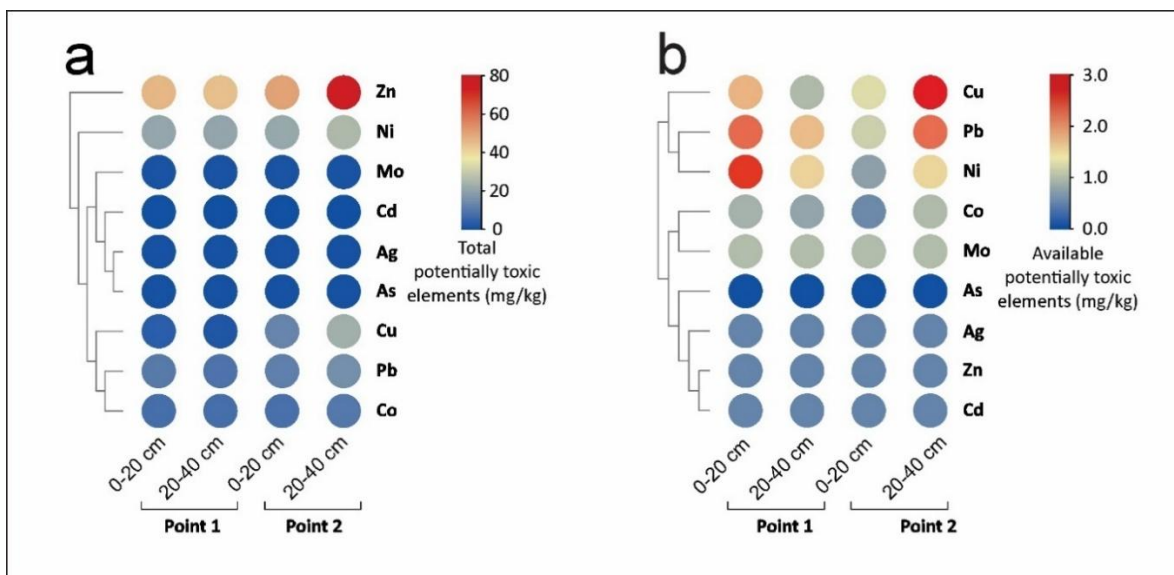 a
80
60
40
20
0
Total
potentially toxic
elements (mg/kg)
Zn
Ni
Mo
Cd
Ag
As
Cu
Pb
Co
0-20 cm
20-40 cm
0-20 cm
20-40 cm
Point 1
Point 2
b
3.0
2.0
1.0
0.0
Available
potentially toxic
elements (mg/kg)
Cu
Pb
Ni
Co
Mo
As
Ag
Zn
Cd
0-20 cm
20-40 cm
0-20 cm
20-40 cm
Point 1
Point 2